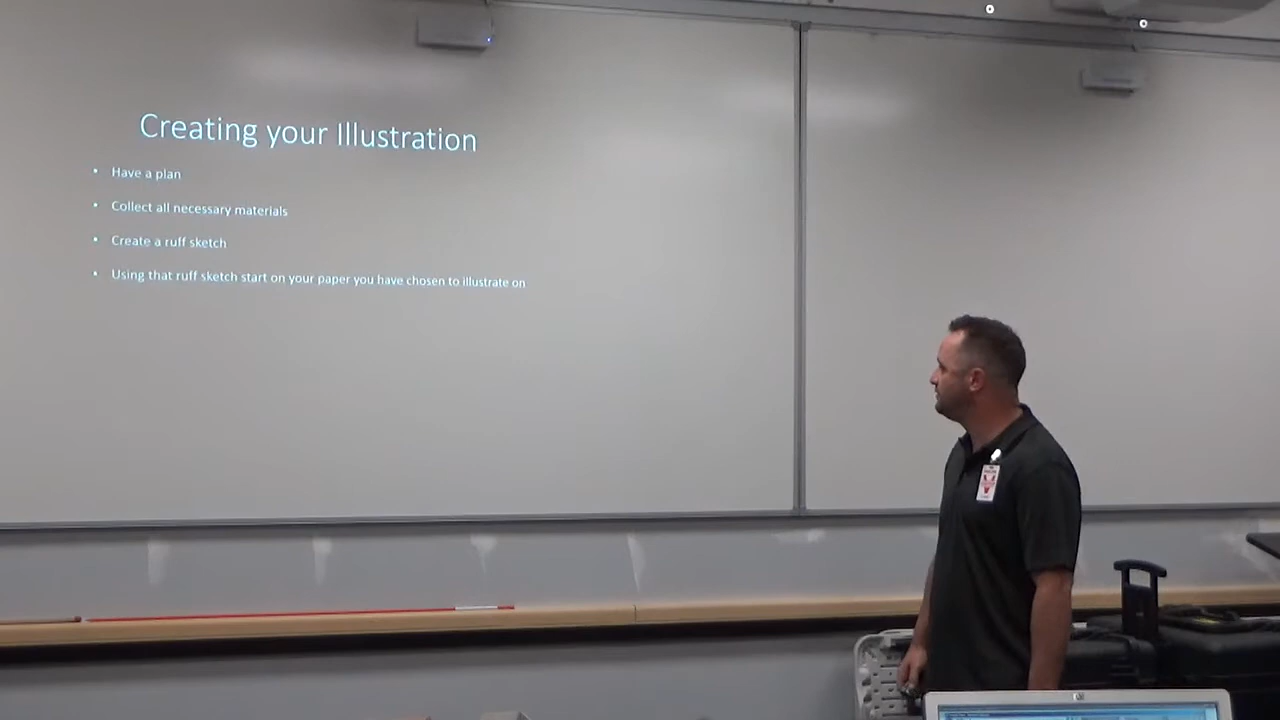 Creating your Illustration
• Have a plan
• Collect all necessary materials
• Create a ruff sketch
• Using that ruff sketch start on your paper you have chosen to illustrate on
hp